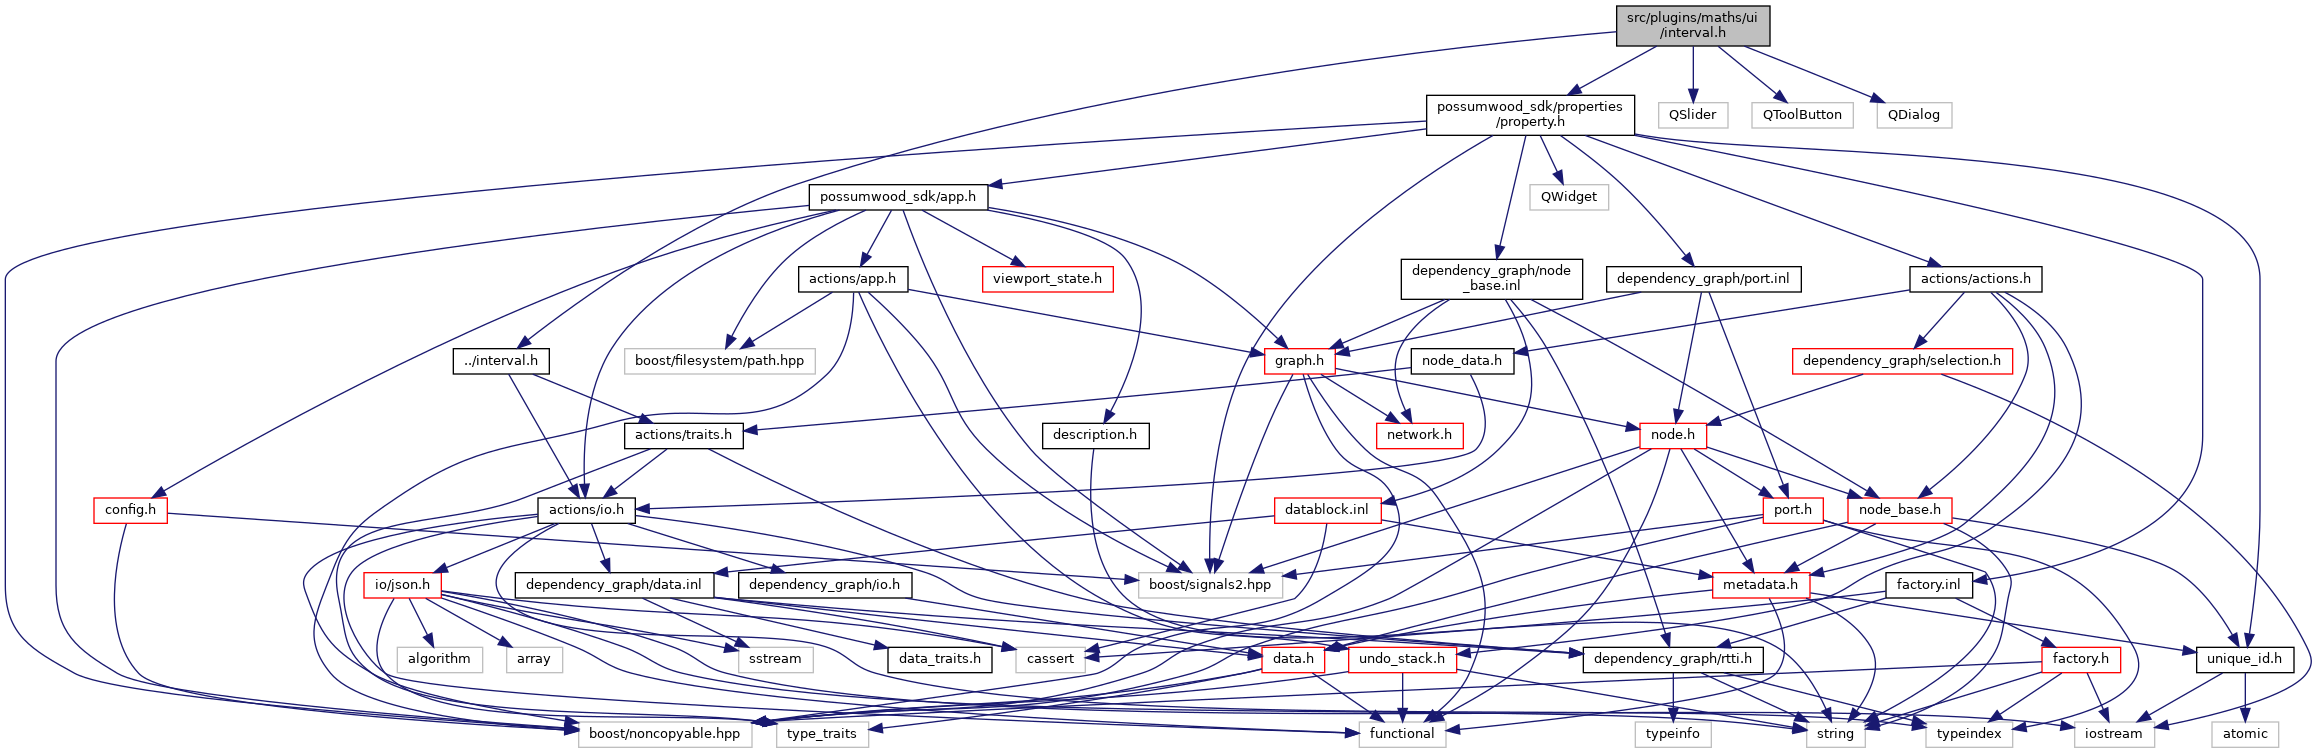 src/plugins/maths/ui
/interval.h
possumwood_sdk/properties
/property.h
QSlider
QToolButton
QDialog
possumwood_sdk/app.h
QWidget
actions/app.h
viewport_state.h
dependency_graph/node
_base.inl
dependency_graph/port.inl
actions/actions.h
../interval.h
boost/filesystem/path.hpp
graph.h
node_data.h
dependency_graph/selection.h
actions/traits.h
description.h
network.h
node.h
config.h
actions/io.h
datablock.inl
port.h
node_base.h
io/json.h
dependency_graph/data.inl
dependency_graph/io.h
boost/signals2.hpp
metadata.h
factory.inl
algorithm
array
sstream
data_traits.h
cassert
data.h
undo_stack.h
dependency_graph/rtti.h
factory.h
unique_id.h
boost/noncopyable.hpp
type_traits
functional
typeinfo
string
typeindex
iostream
atomic